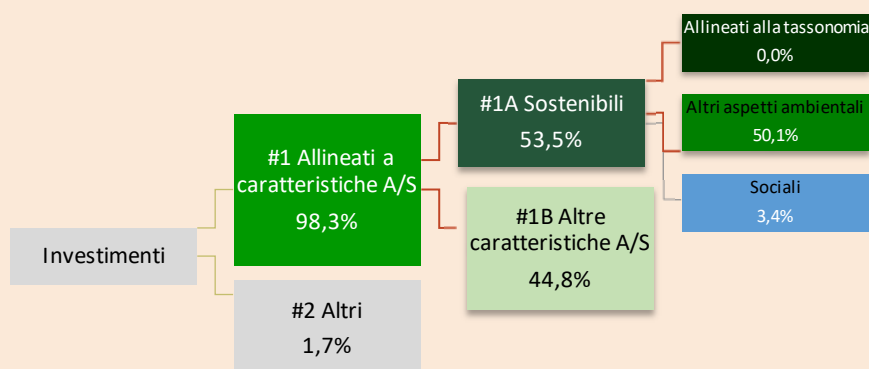 Investimenti
#1 Allineati a
caratteristiche A/S
98,3%
#2 Altri
1,7%
#1A Sostenibili
53,5%
#1B Altre
caratteristiche A/S
44,8%
Allineati alla tassonomia
0,0%
Altri aspetti ambientali
50,1%
Sociali
3,4%